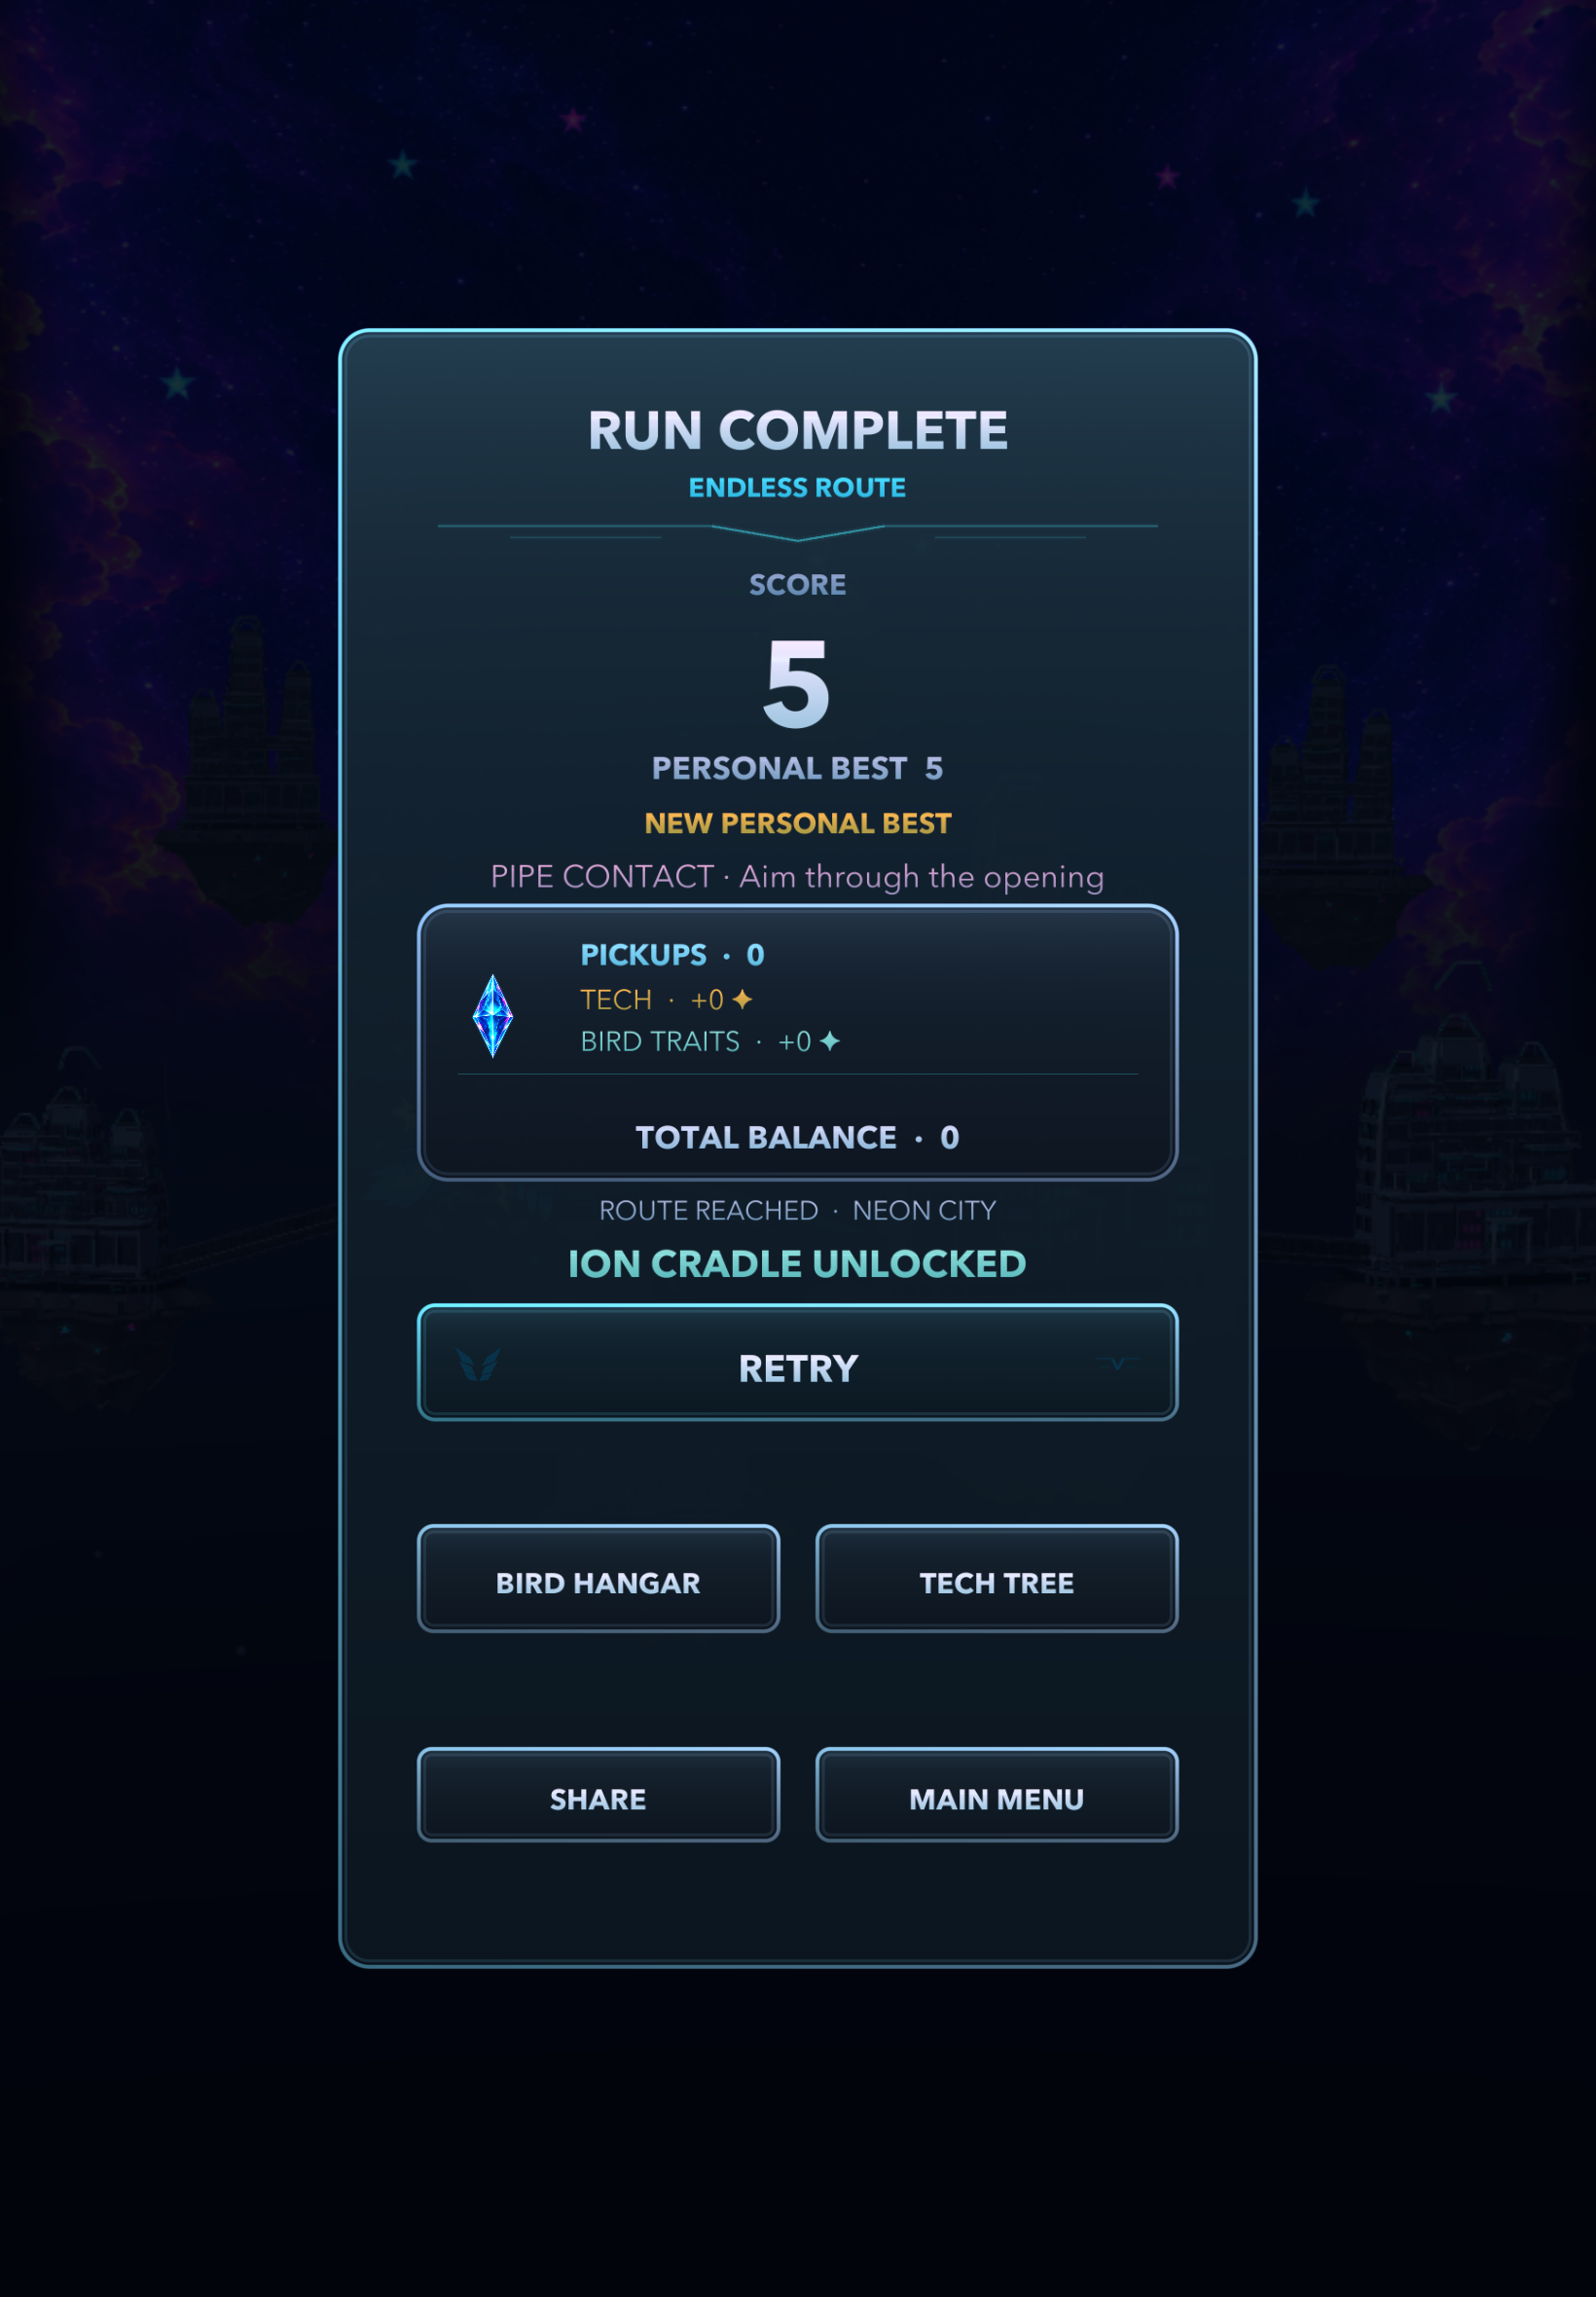 RUN COMPLETE
ENDLESS ROUTE
SCORE
5
PERSONAL BEST 5
NEW PERSONAL BEST
PIPE CONTACT · Aim through the opening
PICKUPS · 0
TECH · +0 ✦
BIRD TRAITS · +0 ✦
TOTAL BALANCE · 0
ROUTE REACHED · NEON CITY
ION CRADLE UNLOCKED
RETRY
BIRD HANGAR
TECH TREE
SHARE
MAIN MENU